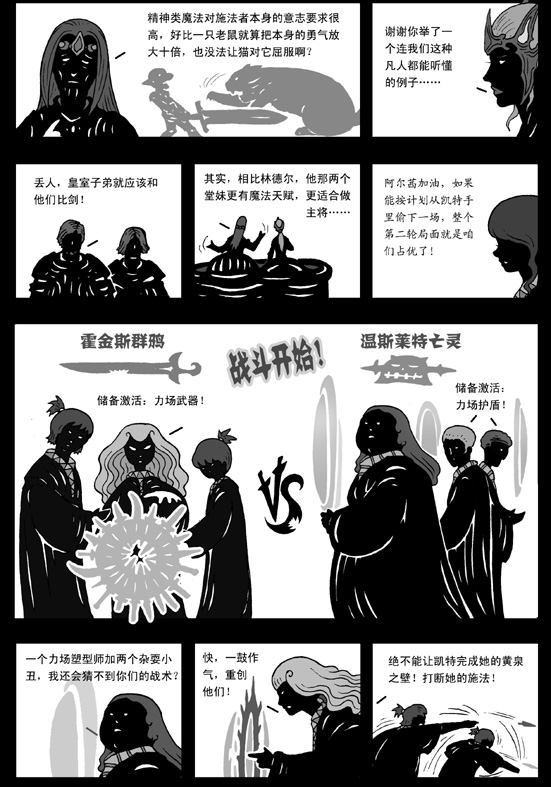 精神类魔法对施法者本身的意志要求很
高,好比一只老鼠就算把本身的勇气放
大十倍,也没法让猫对它屈服啊?
谢谢你举了一
个连我们这种
凡人都能听懂
的例子……
丢人,皇室子弟就应该和
他们比剑!
其实,相比林德尔,他那两个
堂妹更有魔法天赋,更适合做
主将……
阿尔茜加油,如果
能按计划从凯特手
里偷下一场,整个
第二轮局面就是咱
们占优了!
霍金斯群鸦
战斗开始!
温斯莱特亡灵
储备激活:力场武器!
储备激活:
力场护盾!
VS
一个力场塑型师加两个杂耍小
丑,我还会猜不到你们的战术?
快,一鼓作
气,重创
他们!
绝不能让凯特完成她的黄泉
之壁!打断她的施法!